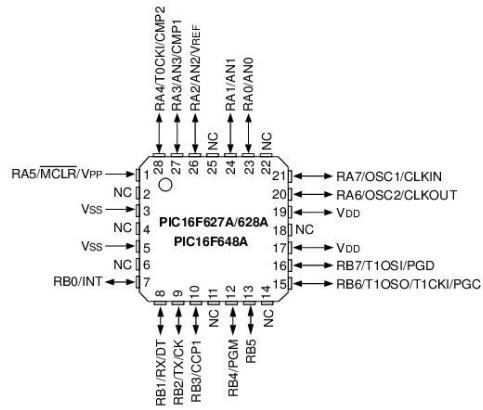 RA4/T0CKI/CMP2
RA3/AN3/CMP1
RA2/AN2/VREF
NC
RA1/AN1
RA0/AN0
NC
28
27
26
25
24
23
22
RA5/MCLR/VPP
1
NC
2
VSS
3
NC
4
VSS
5
NC
6
RB0/INT
7
PIC16F627A/628A
PIC16F648A
21
RA7/OSC1/CLKIN
20
RA6/OSC2/CLKOUT
19
VDD
18
NC
17
VDD
16
RB7/T1OSI/PGD
15
RB6/T1OSO/T1CKI/PGC
8
9
10
11
12
13
14
RB1/RX/DT
RB2/TX/CK
RB3/CCP1
NC
RB4/PGM
RB5
NC